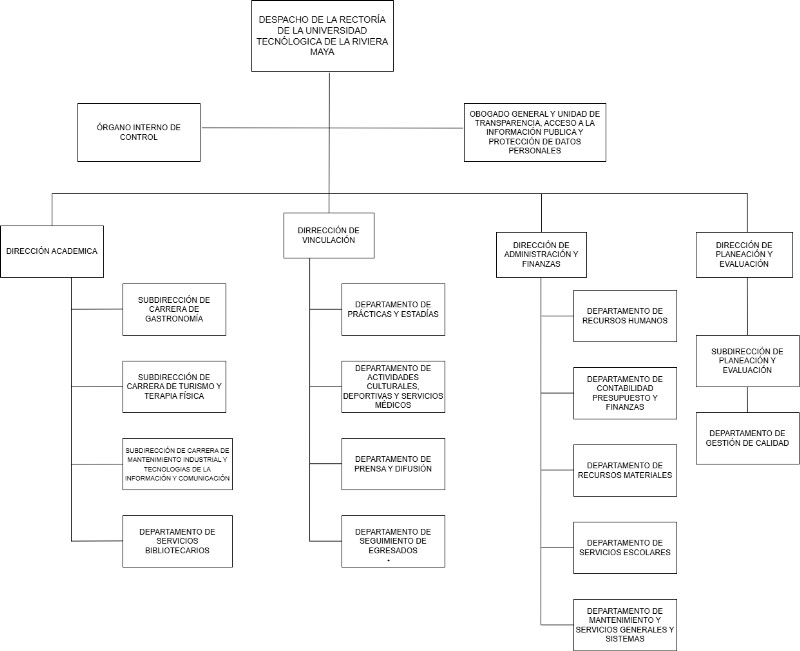 DESPACHO DE LA RECTORÍA
DE LA UNIVERSIDAD
TECNÓLOGICA DE LA RIVIERA
MAYA
ÓRGANO INTERNO DE
CONTROL
OBOGADO GENERAL Y UNIDAD DE
TRANSPARENCIA, ACCESO A LA
INFORMACIÓN PUBLICA Y
PROTECCIÓN DE DATOS
PERSONALES
DIRECCIÓN ACADEMICA
SUBDIRECCIÓN DE
CARRERA DE
GASTRONOMÍA
SUBDIRECCIÓN DE
CARRERA DE TURISMO Y
TERAPIA FÍSICA
SUBDIRECCIÓN DE CARRERA DE
MANTENIMIENTO INDUSTRIAL Y
TECNOLOGIAS DE LA
INFORMACIÓN Y COMUNICACIÓN
DEPARTAMENTO DE
SERVICIOS
BIBLIOTECARIOS
DIRRECCIÓN DE
VINCULACIÓN
DEPARTAMENTO DE
PRÁCTICAS Y ESTADÍAS
DEPARTAMENTO DE
ACTIVIDADES
CULTURALES,
DEPORTIVAS Y SERVICIOS
MÉDICOS
DEPARTAMENTO DE
PRENSA Y DIFUSIÓN
DEPARTAMENTO DE
SEGUIMIENTO DE
EGRESADOS
.
DIRECCIÓN DE
ADMINISTRACIÓN Y
FINANZAS
DEPARTAMENTO DE
RECURSOS HUMANOS
DEPARTAMENTO DE
CONTABILIDAD
PRESUPUESTO Y
FINANZAS
DEPARTAMENTO DE
RECURSOS MATERIALES
DEPARTAMENTO DE
SERVICIOS ESCOLARES
DEPARTAMENTO DE
MANTENIMIENTO Y
SERVICIOS GENERALES Y
SISTEMAS
DIRECCIÓN DE
PLANEACIÓN Y
EVALUACIÓN
SUBDIRECCIÓN DE
PLANEACIÓN Y
EVALUACIÓN
DEPARTAMENTO DE
GESTIÓN DE CALIDAD